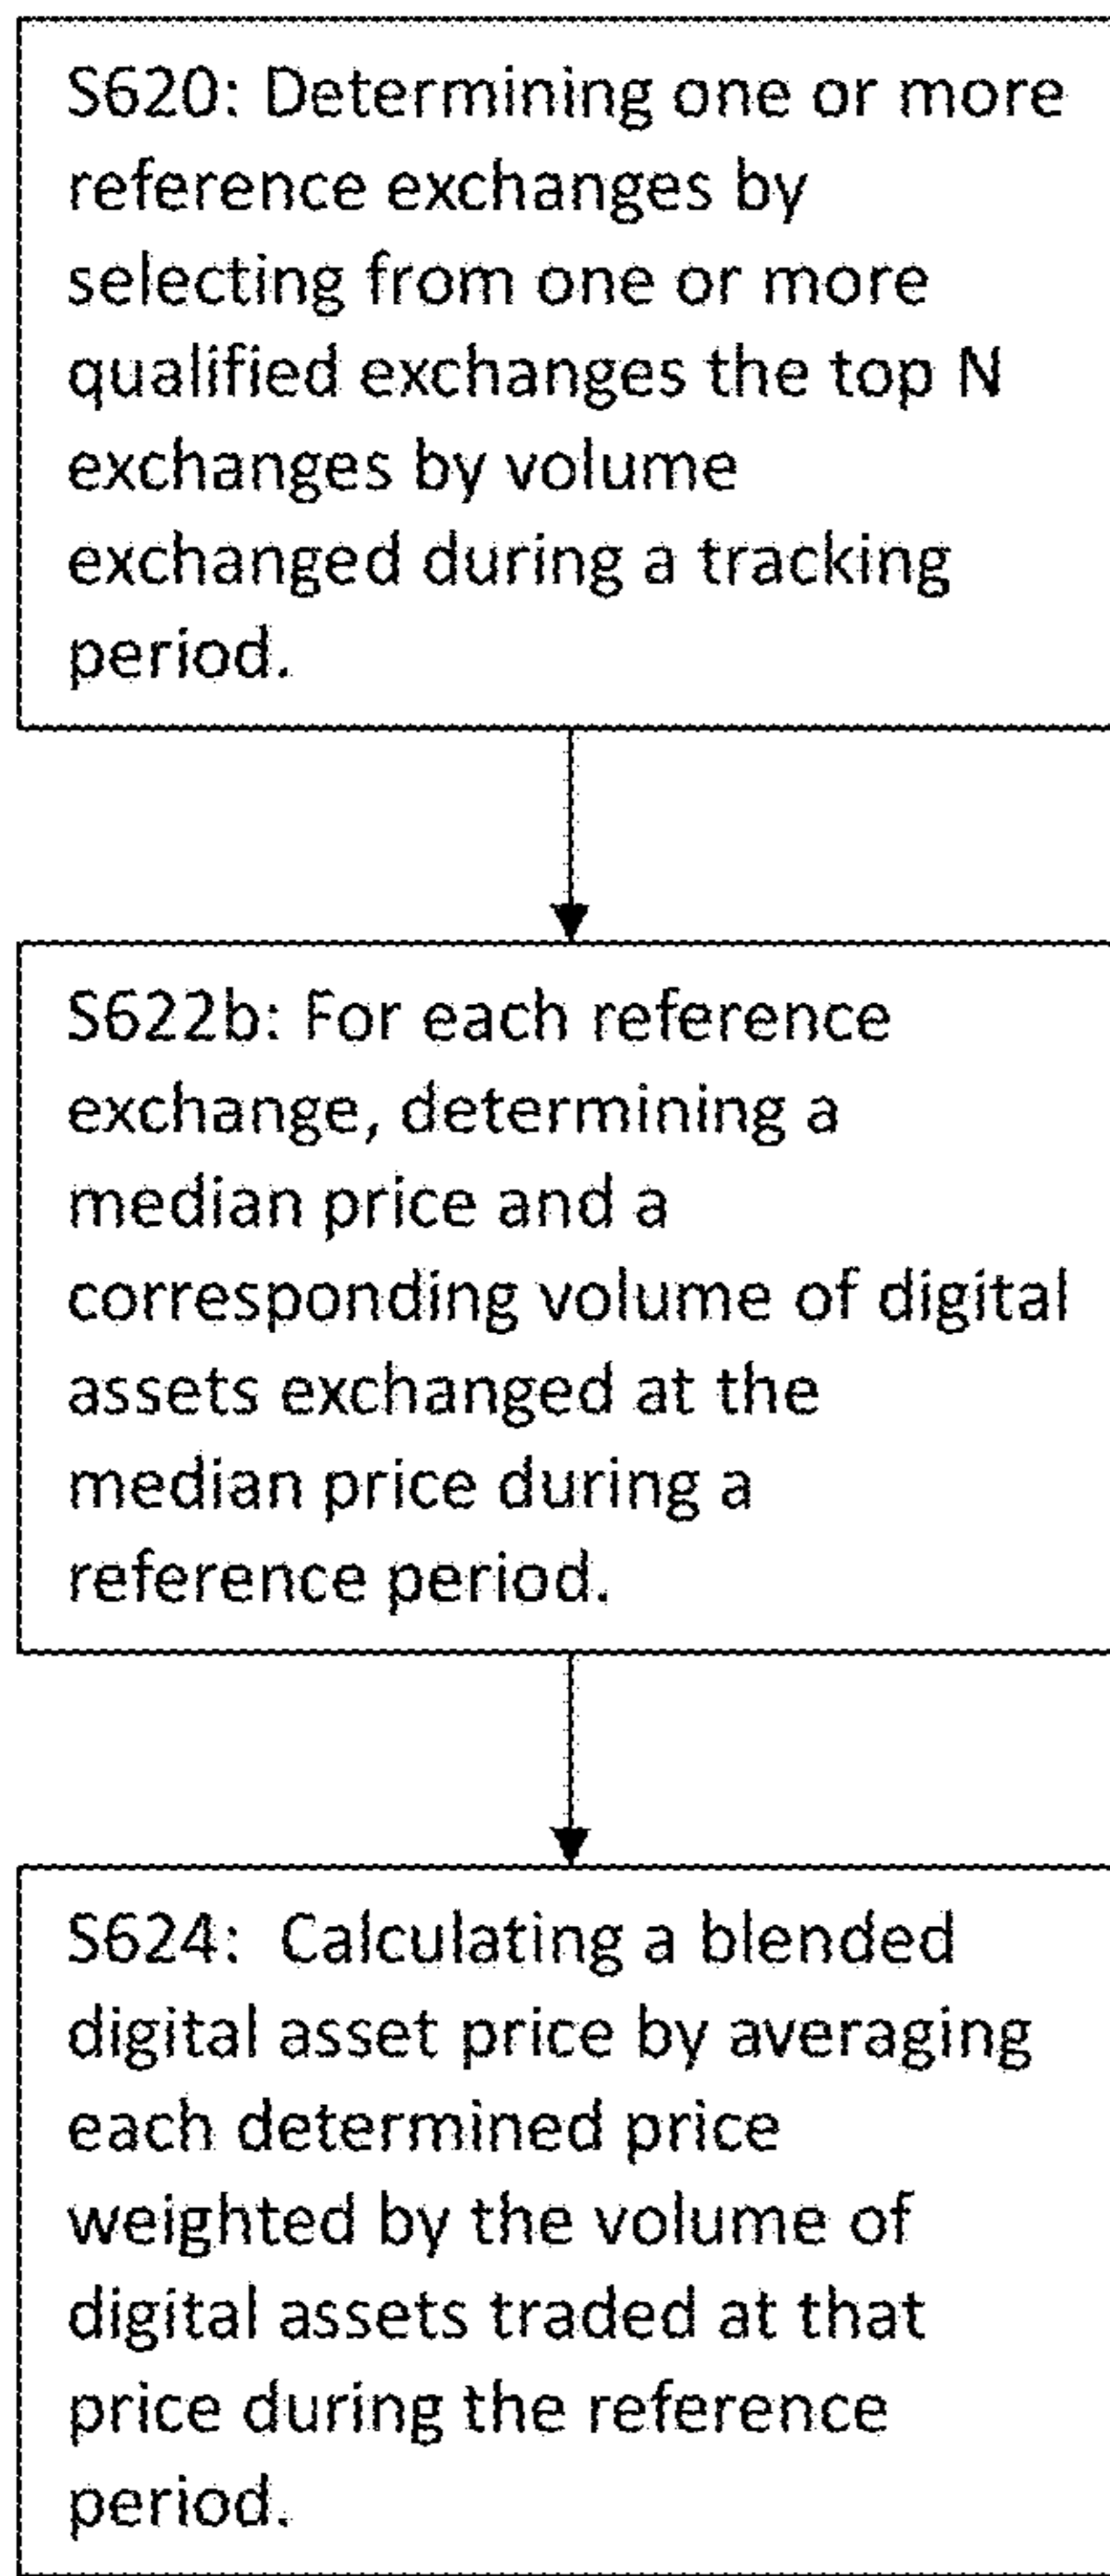 S620: Determining one or more
reference exchanges by
selecting from one or more
qualified exchanges the top N
exchanges by volume
exchanged during a tracking
period.
S622b: For each reference
exchange, determining a
median price and a
corresponding volume of digital
assets exchanged at the
median price during a
reference period.
S624: Calculating a blended
digital asset price by averaging
each determined price
weighted by the volume of
digital assets traded at that
price during the reference
period.